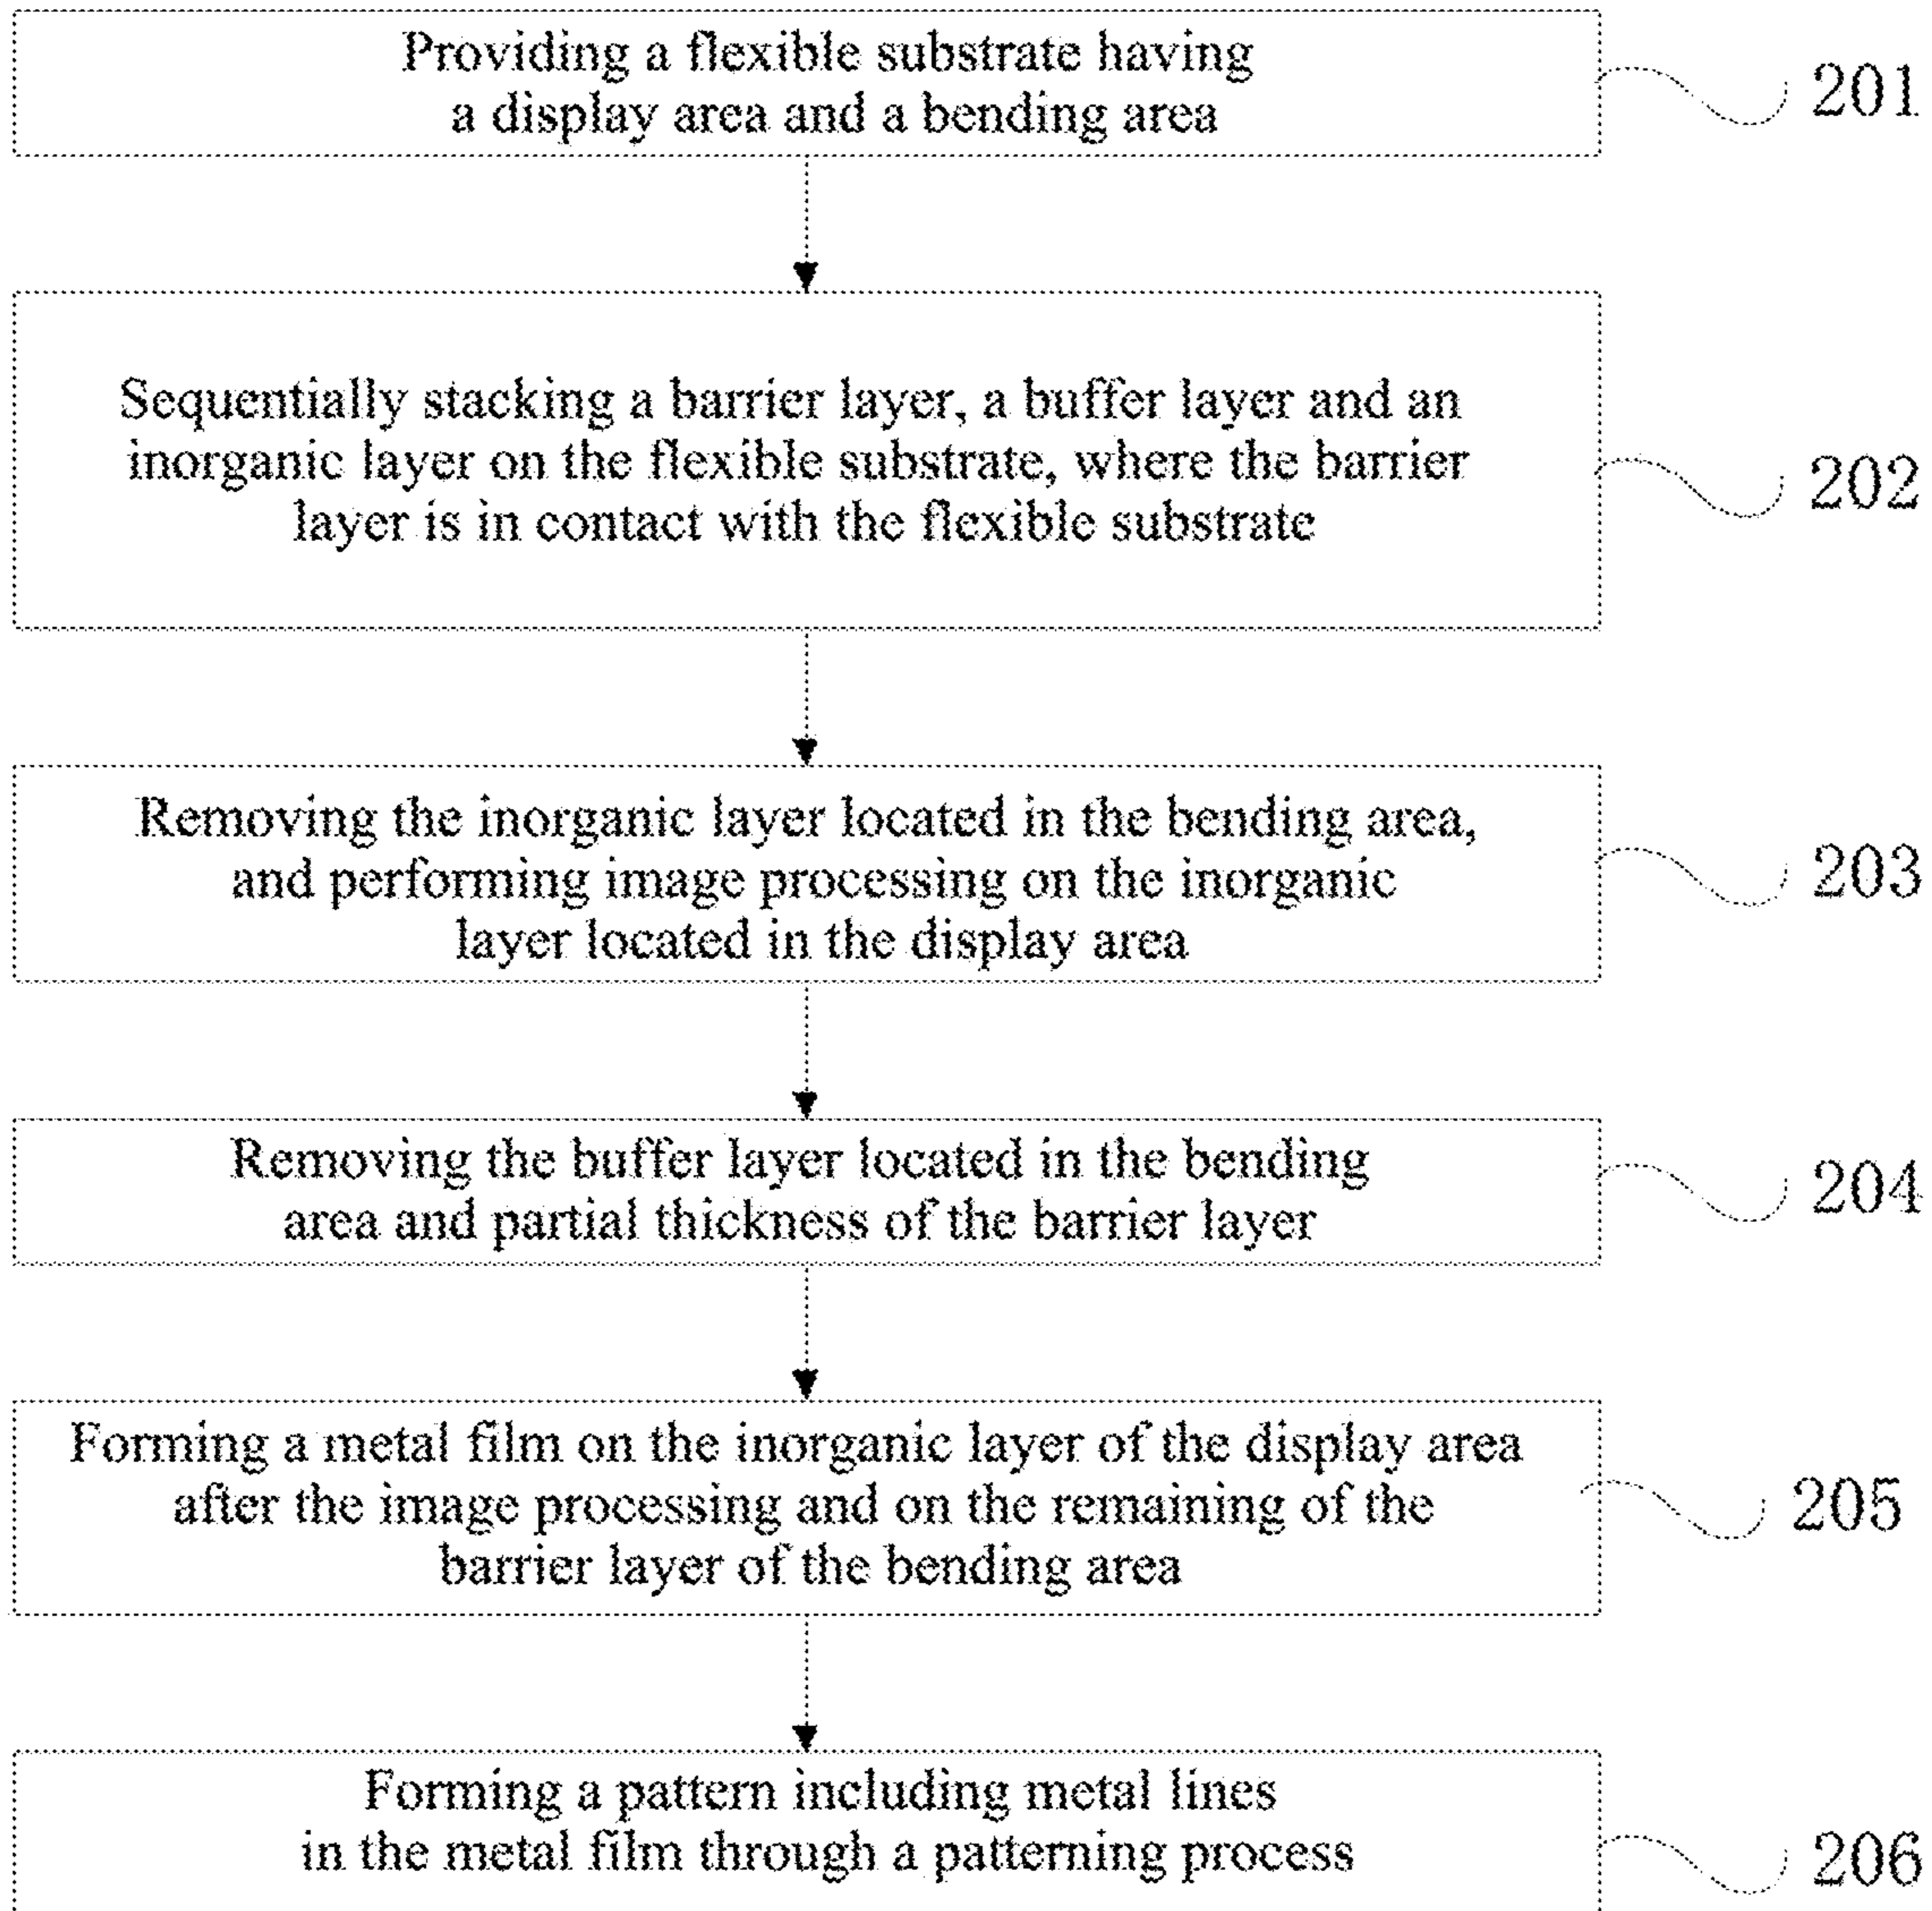 Providing a flexible substrate having
a display area and a bending area
201
Sequentially stacking a barrier layer, a buffer layer and an
inorganic layer on the flexible substrate, where the barrier
layer is in contact with the flexible substrate
202
Removing the inorganic layer located in the bending area,
and performing image processing on the inorganic
layer located in the display area
203
Removing the buffer layer located in the bending
area and partial thickness of the barrier layer
204
Forming a metal film on the inorganic layer of the display area
after the image processing and on the remaining of the
barrier layer of the bending area
205
Forming a pattern including metal lines
in the metal film through a patterning process
206